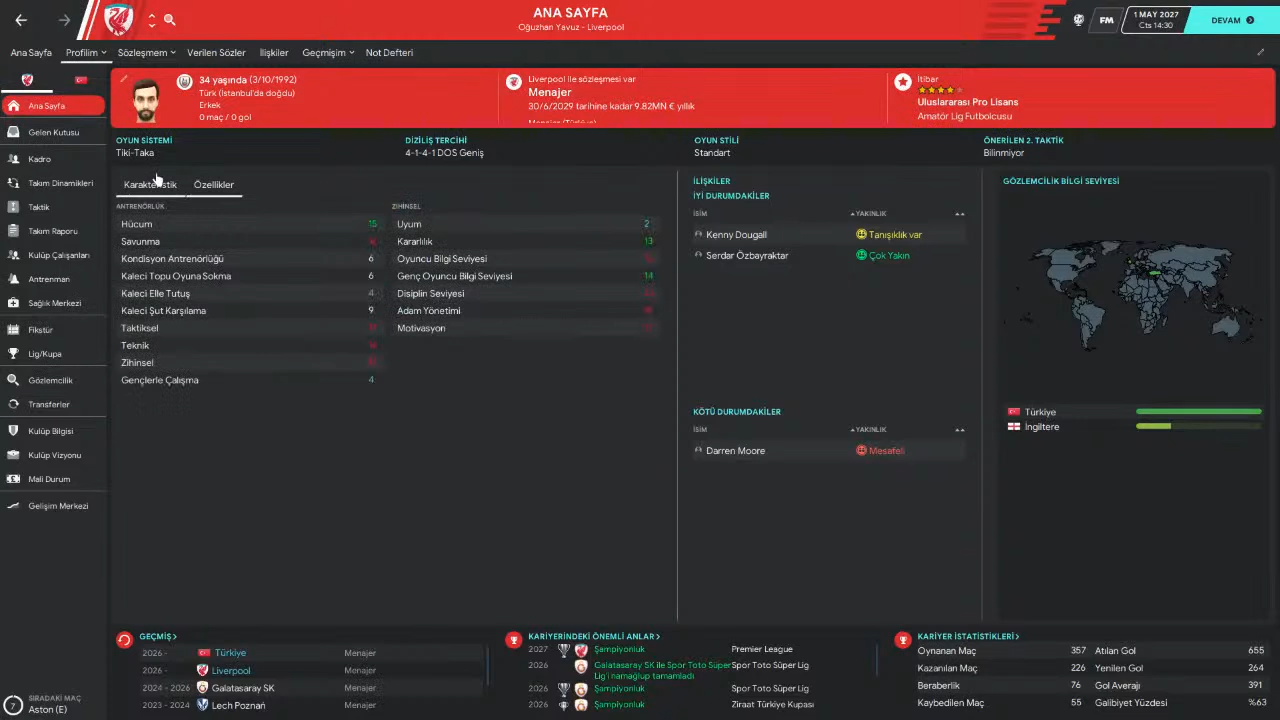 ANA SAYFA
Oğuzhan Yavuz - Liverpool
FM
1 MAY 2027
Cts 14:30
DEVAM
Ana Sayfa
Profilim
Sözleşmem
Verilen Sözler
İlişkiler
Geçmişim
Not Defteri
34 yaşında (3/10/1992)
Türk (İstanbul'da doğdu)
Erkek
0 maç / 0 gol
Liverpool ile sözleşmesi var
Menajer
30/6/2029 tarihine kadar 9.82MN € yıllık
Menajer (Türkiye)
İtibar
Uluslararası Pro Lisans
Amatör Lig Futbolcusu
Ana Sayfa
Gelen Kutusu
Kadro
Takım Dinamikleri
Taktik
Takım Raporu
Kulüp Çalışanları
Antrenman
Sağlık Merkezi
Fikstür
Lig/Kupa
Gözlemcilik
Transferler
Kulüp Bilgisi
Kulüp Vizyonu
Mali Durum
Gelişim Merkezi
SIRADAKİ MAÇ
Aston (E)
OYUN SİSTEMİ
Tiki-Taka
DİZİLİŞ TERCİHİ
4-1-4-1 DOS Geniş
OYUN STİLİ
Standart
ÖNERİLEN 2. TAKTİK
Bilinmiyor
Karakteristik
Özellikler
ANTRENÖRLÜK
Hücum 15
Savunma
Kondisyon Antrenörlüğü 6
Kaleci Topu Oyuna Sokma 6
Kaleci Elle Tutuş 4
Kaleci Şut Karşılama 9
Taktiksel
Teknik
Zihinsel
Gençlerle Çalışma 4
ZİHİNSEL
Uyum 2
Kararlılık 13
Oyuncu Bilgi Seviyesi
Genç Oyuncu Bilgi Seviyesi 14
Disiplin Seviyesi
Adam Yönetimi
Motivasyon
İLİŞKİLER
İYİ DURUMDAKİLER
İSİM YAKINLIK
Kenny Dougall Tanışıklık var
Serdar Özbayraktar Çok Yakın
KÖTÜ DURUMDAKİLER
İSİM YAKINLIK
Darren Moore Mesafeli
GÖZLEMCİLİK BİLGİ SEVİYESİ
Türkiye
İngiltere
GEÇMİŞ
2026 - Türkiye Menajer
2026 - Liverpool Menajer
2024 - 2026 Galatasaray SK Menajer
2023 - 2024 Lech Poznań Menajer
KARİYERİNDEKİ ÖNEMLİ ANLAR
2027 Şampiyonluk Premier League
2026 Galatasaray SK ile Spor Toto Süper Lig'i namağlup tamamladı Spor Toto Süper Lig
2026 Şampiyonluk Spor Toto Süper Lig
2026 Şampiyonluk Ziraat Türkiye Kupası
KARİYER İSTATİSTİKLERİ
Oynanan Maç 357 Atılan Gol 655
Kazanılan Maç 226 Yenilen Gol 264
Beraberlik 76 Gol Averajı 391
Kaybedilen Maç 55 Galibiyet Yüzdesi %63